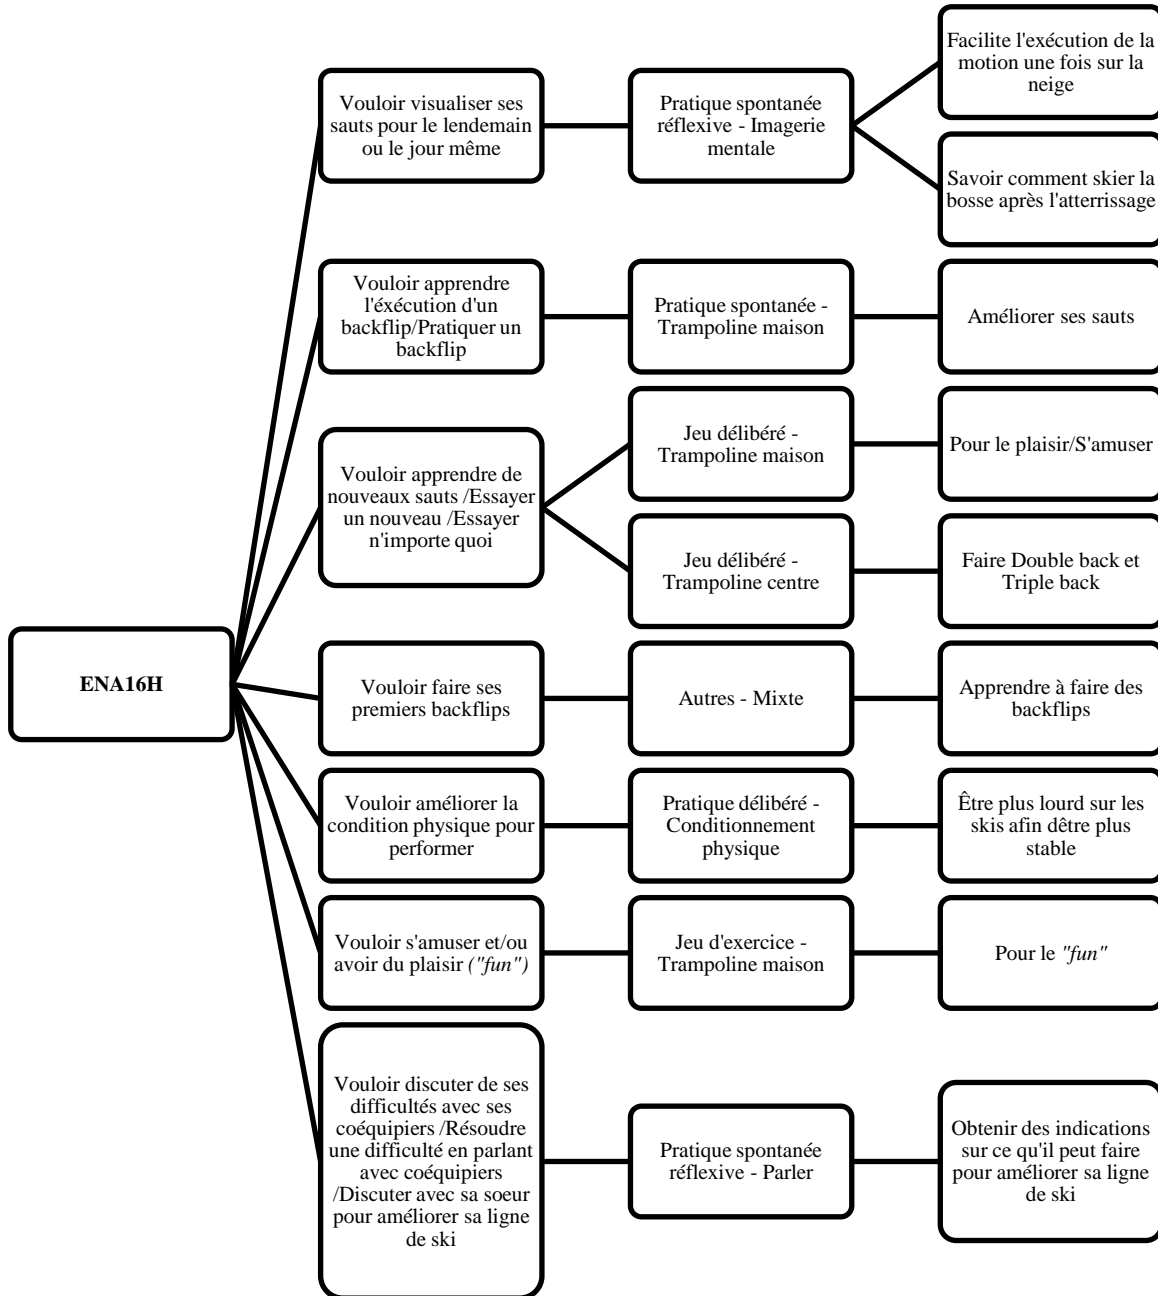 ENA16H
Vouloir visualiser ses
sauts pour le lendemain
ou le jour même
Pratique spontanée
réflexive - Imagerie
mentale
Facilite l'exécution de la
motion une fois sur la
neige
Savoir comment skier la
bosse après l'atterrissage
Vouloir apprendre
l'éxécution d'un
backflip/Pratiquer un
backflip
Pratique spontanée -
Trampoline maison
Améliorer ses sauts
Vouloir apprendre de
nouveaux sauts /Essayer
un nouveau /Essayer
n'importe quoi
Jeu délibéré -
Trampoline maison
Pour le plaisir/S'amuser
Jeu délibéré -
Trampoline centre
Faire Double back et
Triple back
Vouloir faire ses
premiers backflips
Autres - Mixte
Apprendre à faire des
backflips
Vouloir améliorer la
condition physique pour
performer
Pratique délibéré -
Conditionnement
physique
Être plus lourd sur les
skis afin dêtre plus
stable
Vouloir s'amuser et/ou
avoir du plaisir ("fun")
Jeu d'exercice -
Trampoline maison
Pour le "fun"
Vouloir discuter de ses
difficultés avec ses
coéquipiers /Résoudre
une difficulté en parlant
avec coéquipiers
/Discuter avec sa soeur
pour améliorer sa ligne
de ski
Pratique spontanée
réflexive - Parler
Obtenir des indications
sur ce qu'il peut faire
pour améliorer sa ligne
de ski